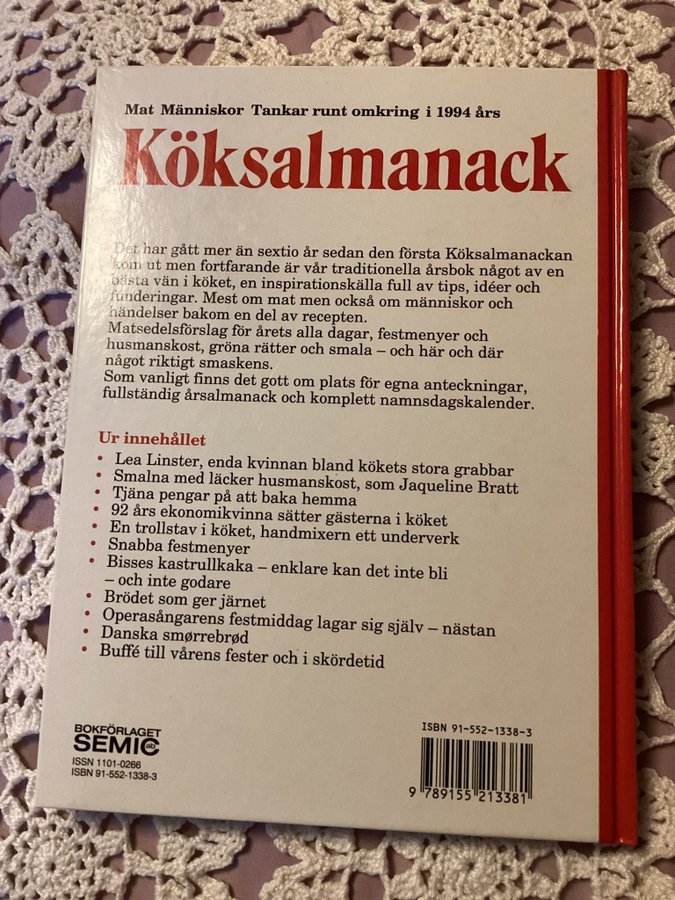 Mat Människor Tankar runt omkring i 1994 års
Köksalmanack
Det har gått mer än sextio år sedan den första Köksalmanackan
kom ut men fortfarande är vår traditionella årsbok något av en
bästa vän i köket, en inspirationskälla full av tips, idéer och
funderingar. Mest om mat men också om människor och
händelser bakom en del av recepten.
Matsedelsförslag för årets alla dagar, festmenyer och
husmanskost, gröna rätter och smala – och här och där
något riktigt smaskens.
Som vanligt finns det gott om plats för egna anteckningar,
fullständig årsalmanack och komplett namnsdagskalender.
Ur innehållet
• Lea Linster, enda kvinnan bland kökets stora grabbar
• Smalna med läcker husmanskost, som Jaqueline Bratt
• Tjäna pengar på att baka hemma
• 92 års ekonomikvinna sätter gästerna i köket
• En trollstav i köket, handmixern ett underverk
• Snabba festmenyer
• Bisses kastrullkaka – enklare kan det inte bli
– och inte godare
• Brödet som ger järnet
• Operasångarens festmiddag lagar sig själv – nästan
• Danska smørrebrød
• Buffé till vårens fester och i skördetid
BOKFÖRLAGET
SEMIC ab
ISSN 1101-0266
ISBN 91-552-1338-3
ISBN 91-552-1338-3
9 789155 213381